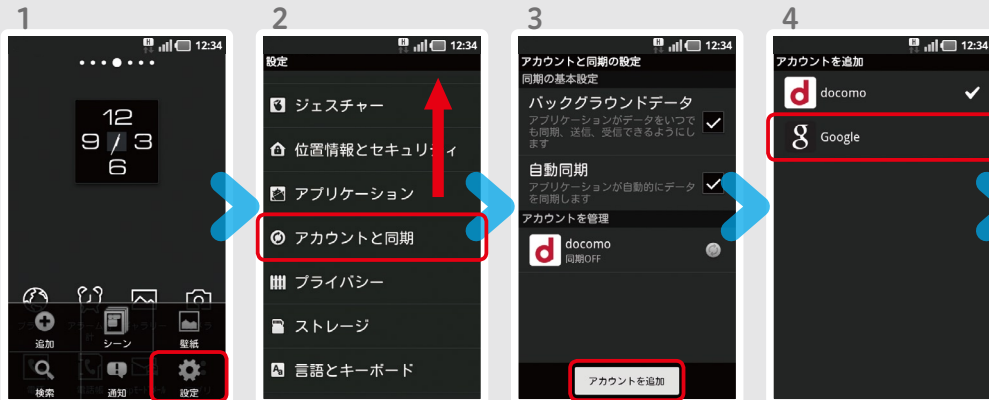 1
12:34
12
9
3
6
追加
シーン
壁紙
検索
通知
設定
2
12:34
設定
ジェスチャー
位置情報とセキュリティ
アプリケーション
アカウントと同期
プライバシー
ストレージ
言語とキーボード
3
12:34
アカウントと同期の設定
同期の基本設定
バックグラウンドデータ
アプリケーションがデータをいつで
も同期、送信、受信できるようにし
ます
自動同期
アプリケーションが自動的にデータ
を同期します
アカウントを管理
docomo
同期OFF
アカウントを追加
4
12:34
アカウントを追加
docomo
Google